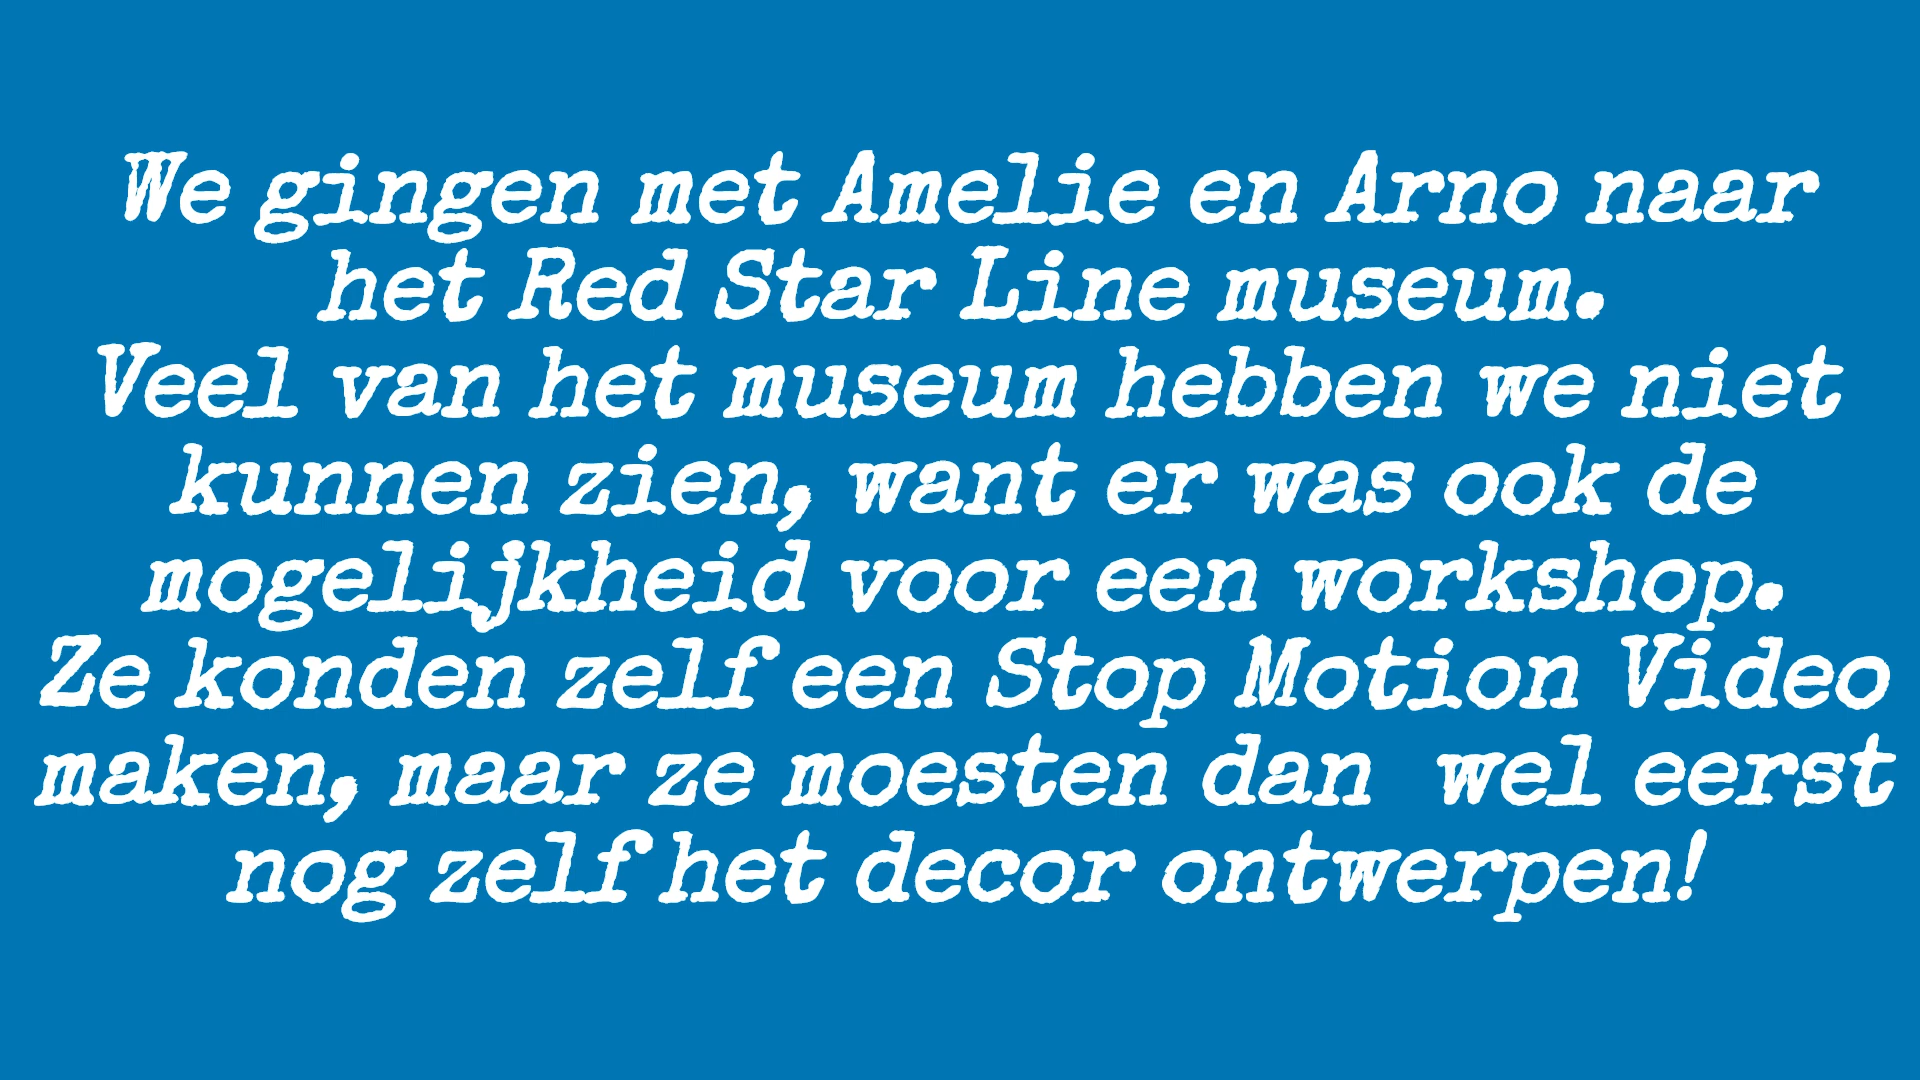 We gingen met Amelie en Arno naar
het Red Star Line museum.
Veel van het museum hebben we niet
kunnen zien, want er was ook de
mogelijkheid voor een workshop.
Ze konden zelf een Stop Motion Video
maken, maar ze moesten dan  wel eerst
nog zelf het decor ontwerpen!